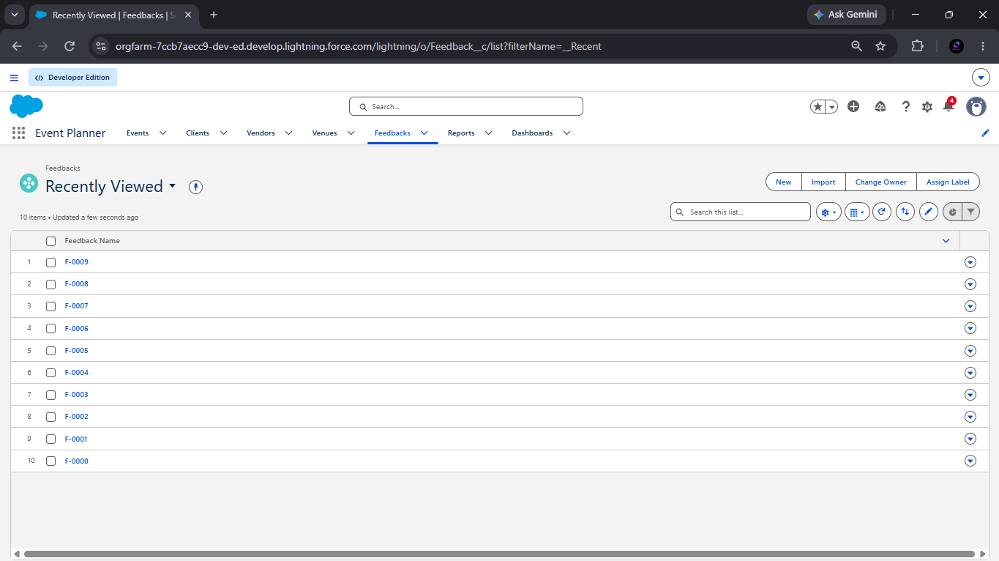 Recently Viewed | Feedbacks | S
Ask Gemini
orgfarm-7ccb7aecc9-dev-ed.develop.lightning.force.com/lightning/o/Feedback__c/list?filterName=__Recent
Developer Edition
Search...
4
Event Planner
Events
Clients
Vendors
Venues
Feedbacks
Reports
Dashboards
Feedbacks
Recently Viewed
New
Import
Change Owner
Assign Label
10 items • Updated a few seconds ago
Search this list...
Feedback Name
1 F-0009
2 F-0008
3 F-0007
4 F-0006
5 F-0005
6 F-0004
7 F-0003
8 F-0002
9 F-0001
10 F-0000